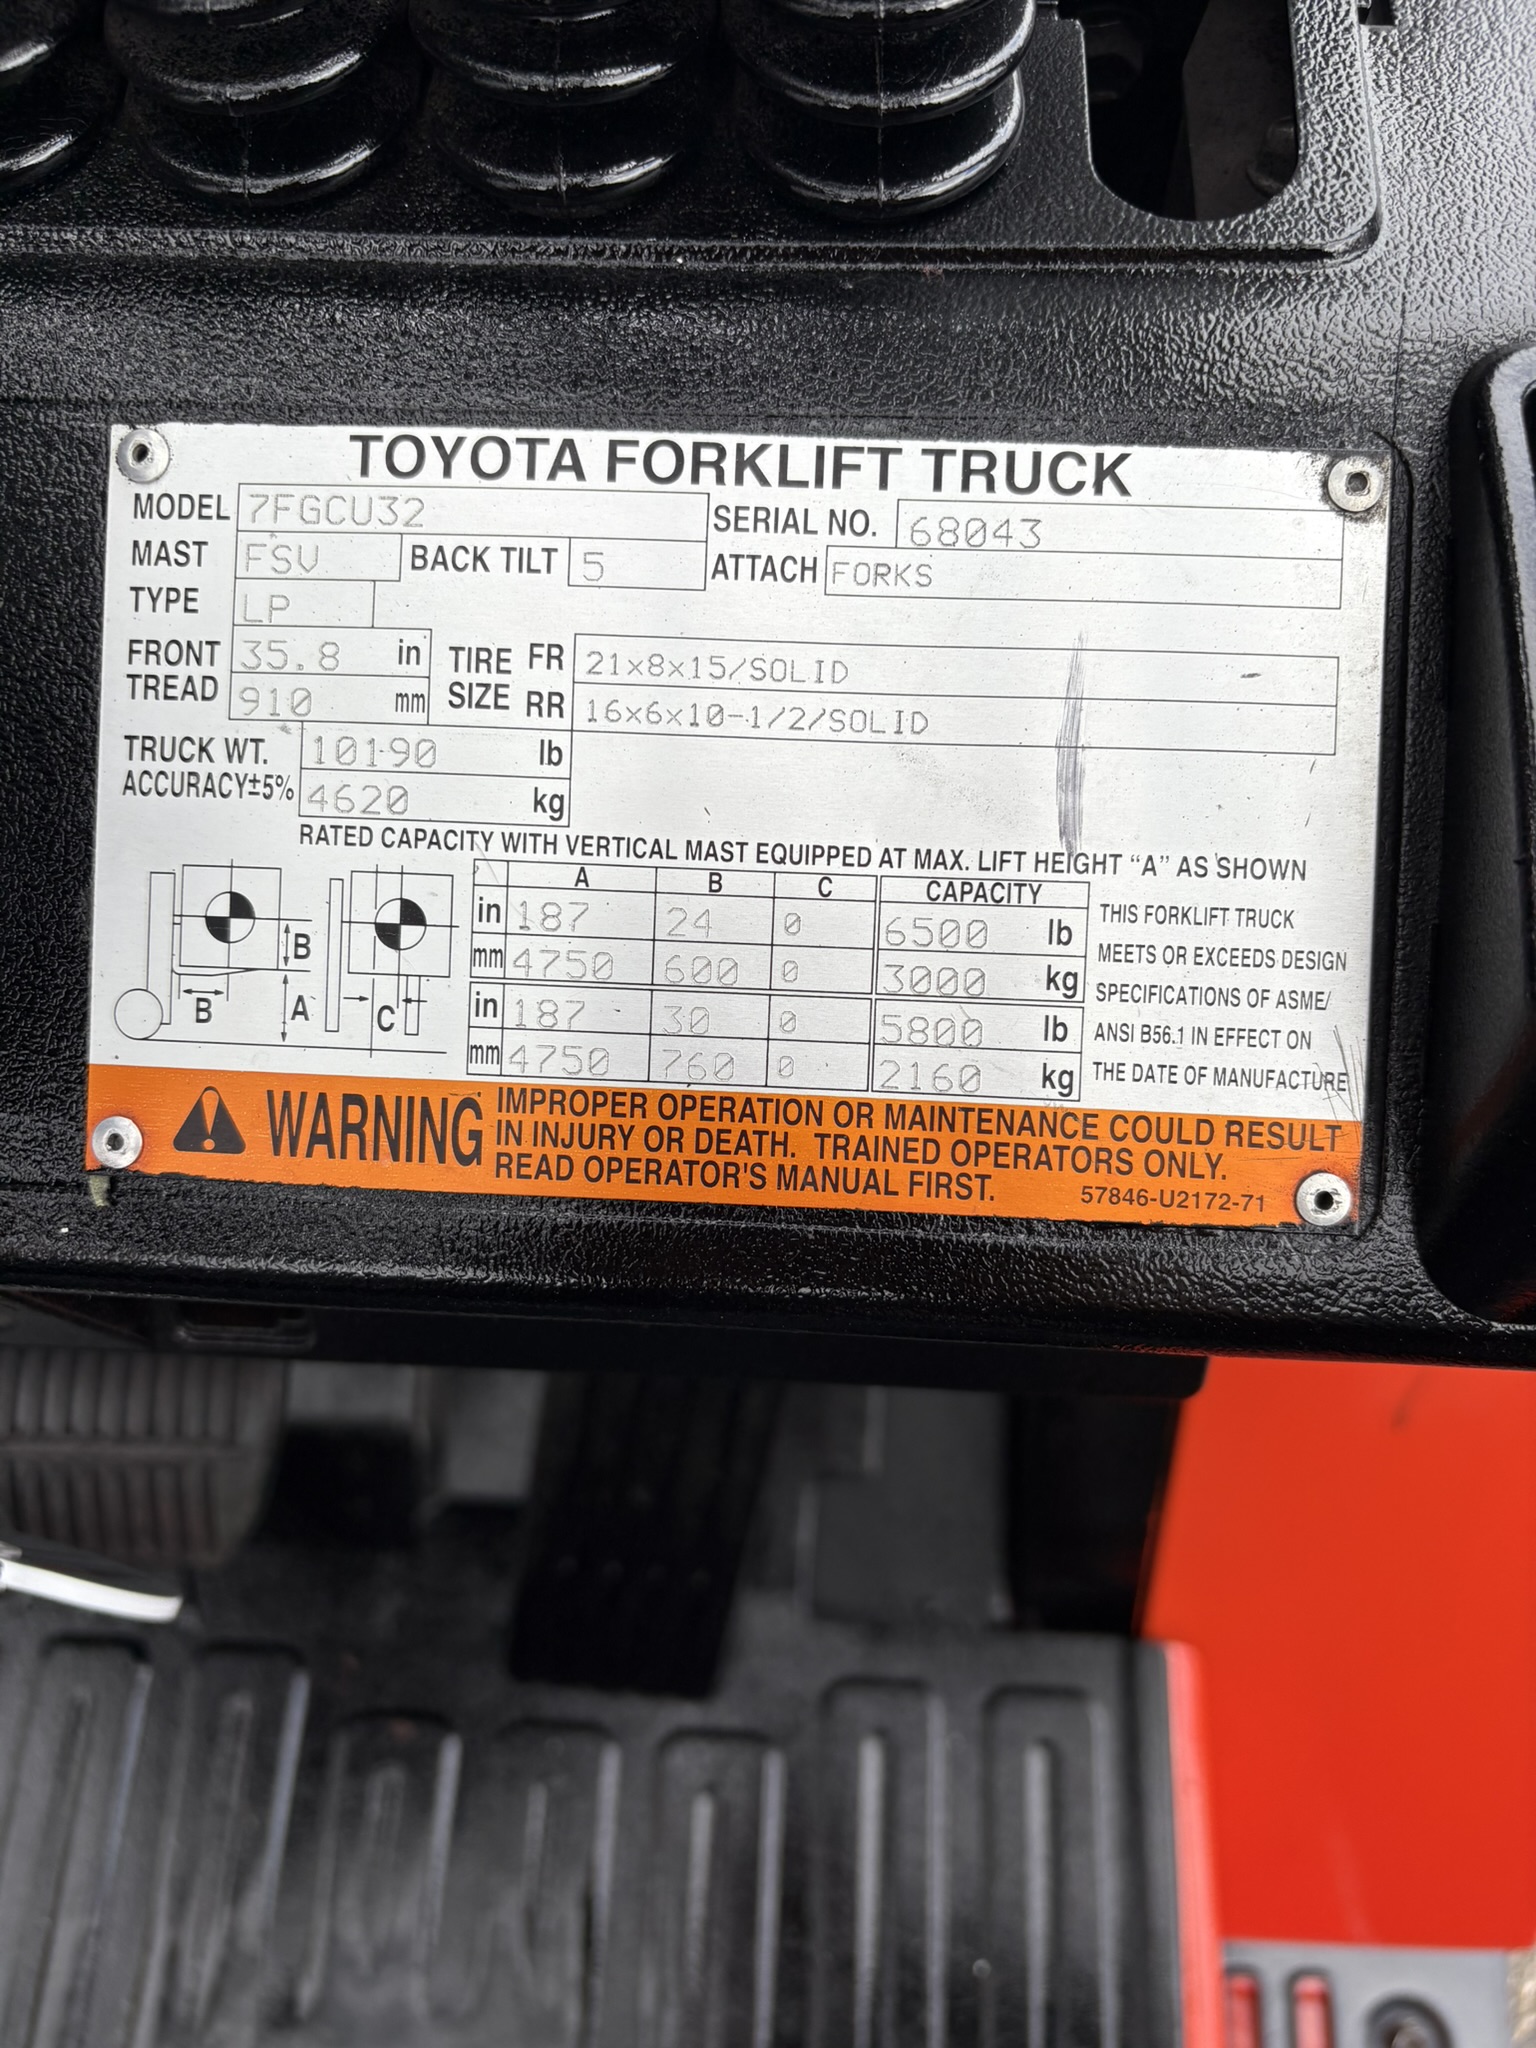 TOYOTA FORKLIFT TRUCK
MODEL 7FGCU32 SERIAL NO. 68043
MAST FSV BACK TILT 5 ATTACH FORKS
TYPE LP
FRONT TREAD 35.8 in 910 mm
TIRE SIZE FR 21x8x15/SOLID
RR 16x6x10-1/2/SOLID
TRUCK WT. 10190 lb
ACCURACY±5% 4620 kg
RATED CAPACITY WITH VERTICAL MAST EQUIPPED AT MAX. LIFT HEIGHT "A" AS SHOWN
A B C CAPACITY
in 187 24 0 6500 lb
mm 4750 600 0 3000 kg
in 187 30 0 5800 lb
mm 4750 760 0 2160 kg
B
B A C
THIS FORKLIFT TRUCK
MEETS OR EXCEEDS DESIGN
SPECIFICATIONS OF ASME/
ANSI B56.1 IN EFFECT ON
THE DATE OF MANUFACTURE
WARNING
IMPROPER OPERATION OR MAINTENANCE COULD RESULT
IN INJURY OR DEATH. TRAINED OPERATORS ONLY.
READ OPERATOR'S MANUAL FIRST. 57846-U2172-71